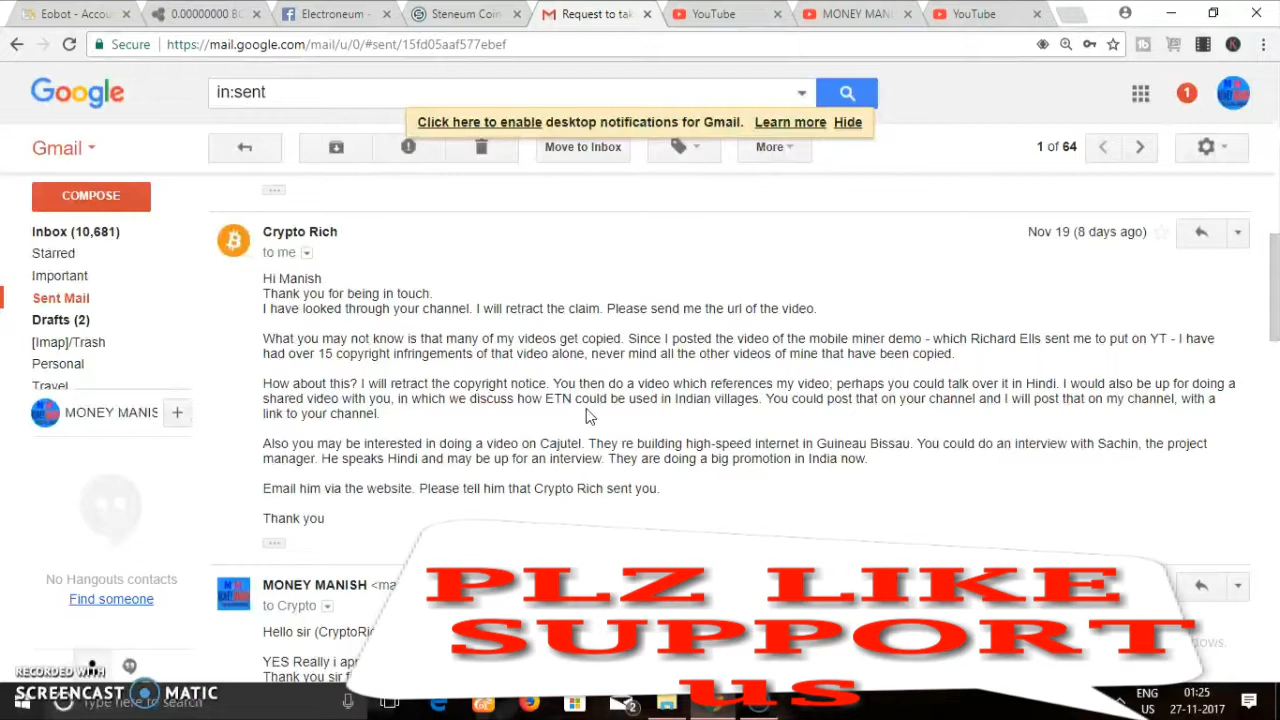 Eobot - Accou
0.00000000 B
Electroneum -
Steneum Coin
Request to tak
YouTube
MONEY MAN
YouTube
Secure
https://mail.google.com/mail/u/0/#sent/15fd05aaf577ebef
Google
in:sent
1
Click here to enable desktop notifications for Gmail. Learn more Hide
Gmail
Move to Inbox
More
1 of 64
COMPOSE
Inbox (10,681)
Starred
Important
Sent Mail
Drafts (2)
[Imap]/Trash
Personal
Travel
MONEY MANIS
No Hangouts contacts
Find someone
Crypto Rich
Nov 19 (8 days ago)
to me
Hi Manish
Thank you for being in touch.
I have looked through your channel. I will retract the claim. Please send me the url of the video.
What you may not know is that many of my videos get copied. Since I posted the video of the mobile miner demo - which Richard Ells sent me to put on YT - I have
had over 15 copyright infringements of that video alone, never mind all the other videos of mine that have been copied.
How about this? I will retract the copyright notice. You then do a video which references my video; perhaps you could talk over it in Hindi. I would also be up for doing a
shared video with you, in which we discuss how ETN could be used in Indian villages. You could post that on your channel and I will post that on my channel, with a
link to your channel.
Also you may be interested in doing a video on Cajutel. They re building high-speed internet in Guineau Bissau. You could do an interview with Sachin, the project
manager. He speaks Hindi and may be up for an interview. They are doing a big promotion in India now.
Email him via the website. Please tell him that Crypto Rich sent you.
Thank you
MONEY MANISH <ma
to Crypto
Hello sir (CryptoRic
YES Really i apr
Thank you sir f
PLZ LIKE
SUPPORT
us
RECORDED WITH
SCREENCAST MATIC
Type here to search
2
ENG
US
01:25
27-11-2017